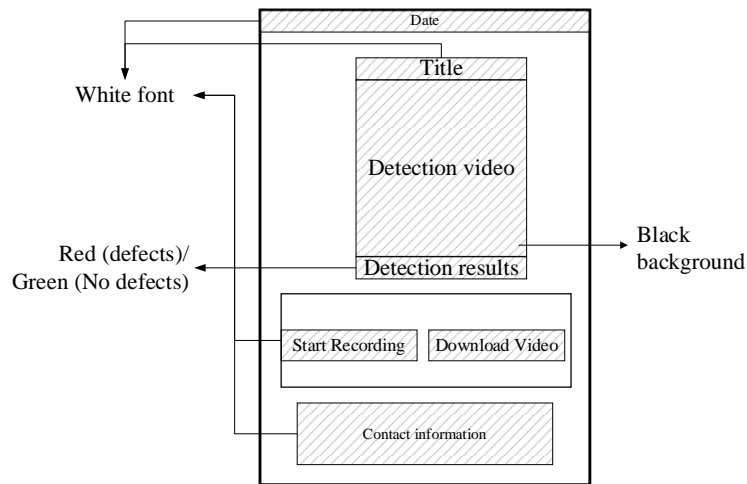 Date
Title
White font
Detection video
Black
background
Red (defects)/
Green (No defects)
Detection results
Start Recording
Download Video
Contact information